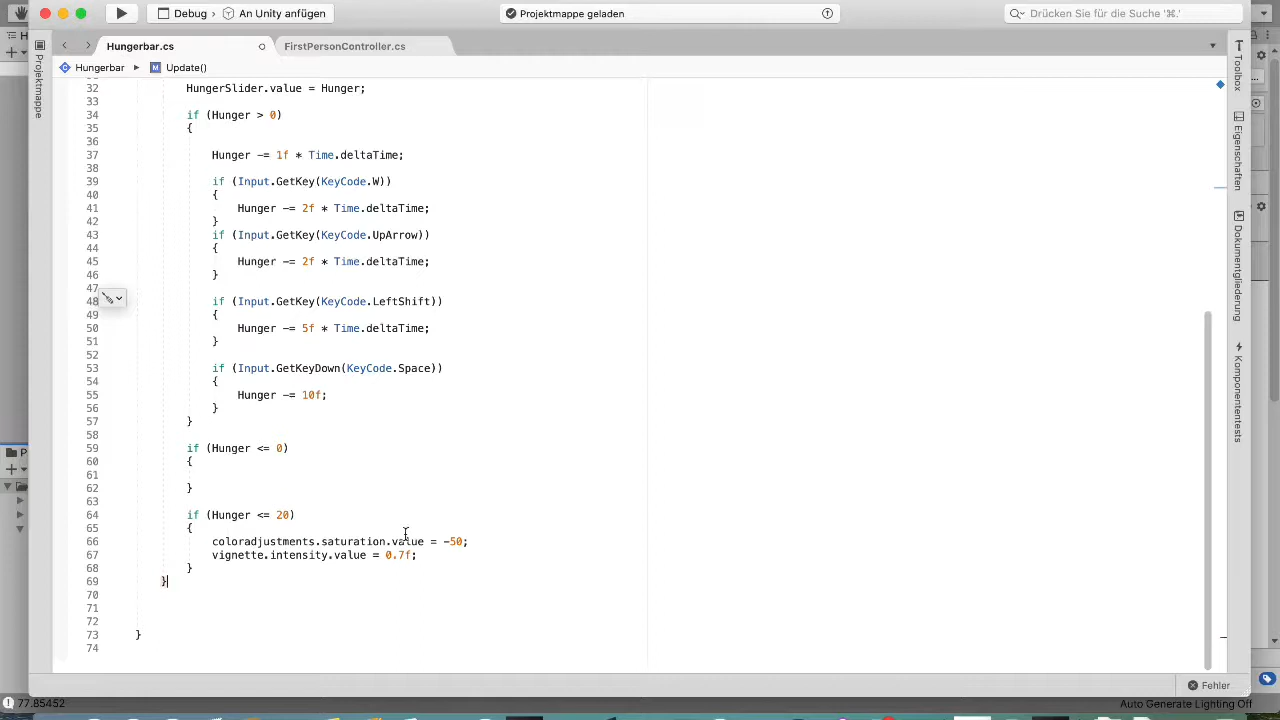 Debug
An Unity anfügen
Projektmappe geladen
Drücken Sie für die Suche '⌘.'
Hungerbar.cs
FirstPersonController.cs
Hungerbar
M
Update()
Projektmappe
Toolbox
Eigenschaften
Dokumentgliederung
Komponententests
32 HungerSlider.value = Hunger;
33
34 if (Hunger > 0)
35 {
36
37 Hunger -= 1f * Time.deltaTime;
38
39 if (Input.GetKey(KeyCode.W))
40 {
41 Hunger -= 2f * Time.deltaTime;
42 }
43 if (Input.GetKey(KeyCode.UpArrow))
44 {
45 Hunger -= 2f * Time.deltaTime;
46 }
47
48 if (Input.GetKey(KeyCode.LeftShift))
49 {
50 Hunger -= 5f * Time.deltaTime;
51 }
52
53 if (Input.GetKeyDown(KeyCode.Space))
54 {
55 Hunger -= 10f;
56 }
57 }
58
59 if (Hunger <= 0)
60 {
61
62 }
63
64 if (Hunger <= 20)
65 {
66 coloradjustments.saturation.value = -50;
67 vignette.intensity.value = 0.7f;
68 }
69 }
70
71
72
73 }
74
Fehler
77.85452
Auto Generate Lighting Off